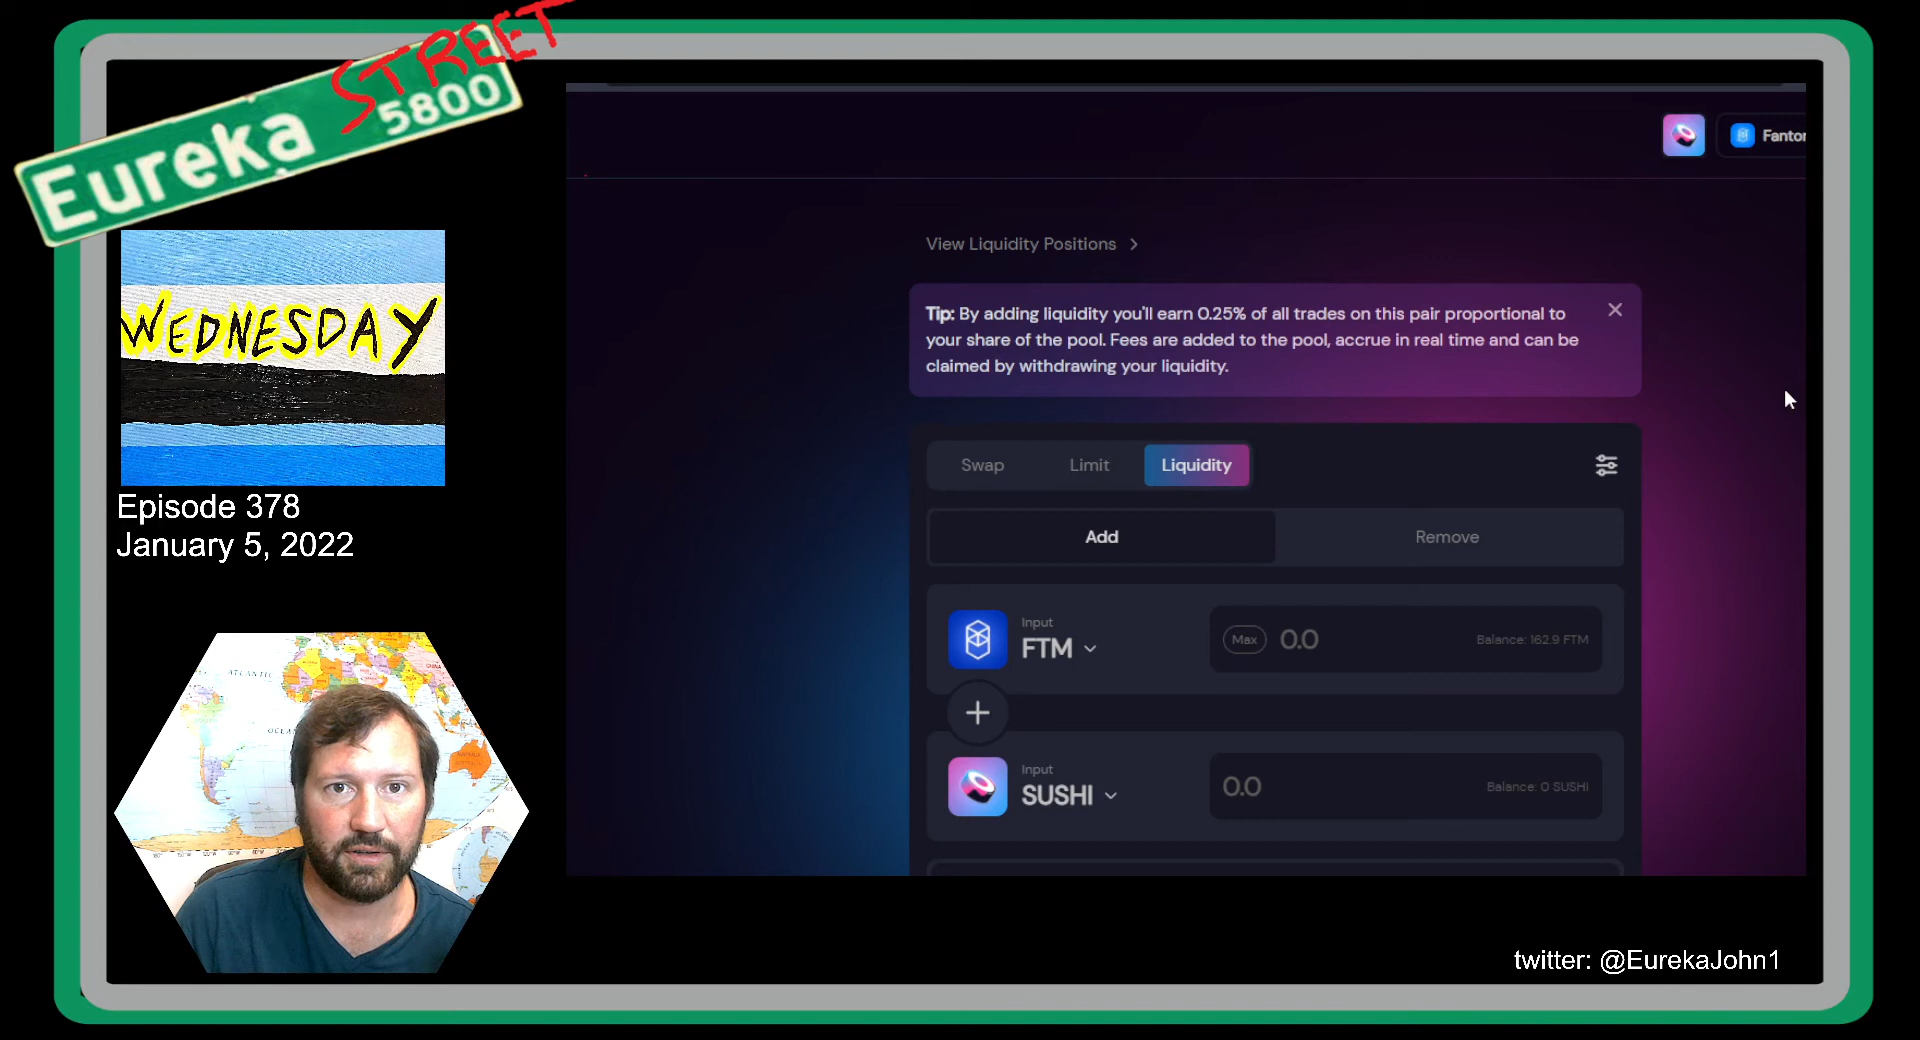 Eureka
STREET
5800
WEDNESDAY
Episode 378
January 5, 2022
ATLANTIC
Fantom
View Liquidity Positions
Tip: By adding liquidity you'll earn 0.25% of all trades on this pair proportional to
your share of the pool. Fees are added to the pool, accrue in real time and can be
claimed by withdrawing your liquidity.
Swap
Limit
Liquidity
Add
Remove
Input
FTM
Max
0.0
Balance: 162.9 FTM
Input
SUSHI
0.0
Balance: 0 SUSHI
twitter: @EurekaJohn1